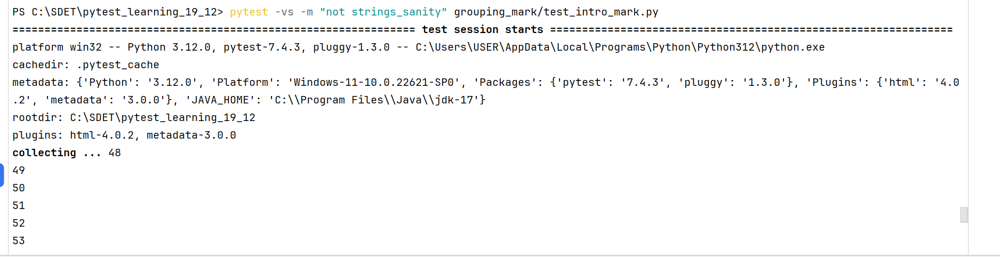 PS C:\SDET\pytest_learning_19_12> pytest -vs -m "not strings_sanity" grouping_mark/test_intro_mark.py
=============================================================== test session starts ===============================================================
platform win32 -- Python 3.12.0, pytest-7.4.3, pluggy-1.3.0 -- C:\Users\USER\AppData\Local\Programs\Python\Python312\python.exe
cachedir: .pytest_cache
metadata: {'Python': '3.12.0', 'Platform': 'Windows-11-10.0.22621-SP0', 'Packages': {'pytest': '7.4.3', 'pluggy': '1.3.0'}, 'Plugins': {'html': '4.0
.2', 'metadata': '3.0.0'}, 'JAVA_HOME': 'C:\\Program Files\\Java\\jdk-17'}
rootdir: C:\SDET\pytest_learning_19_12
plugins: html-4.0.2, metadata-3.0.0
collecting ... 48
49
50
51
52
53